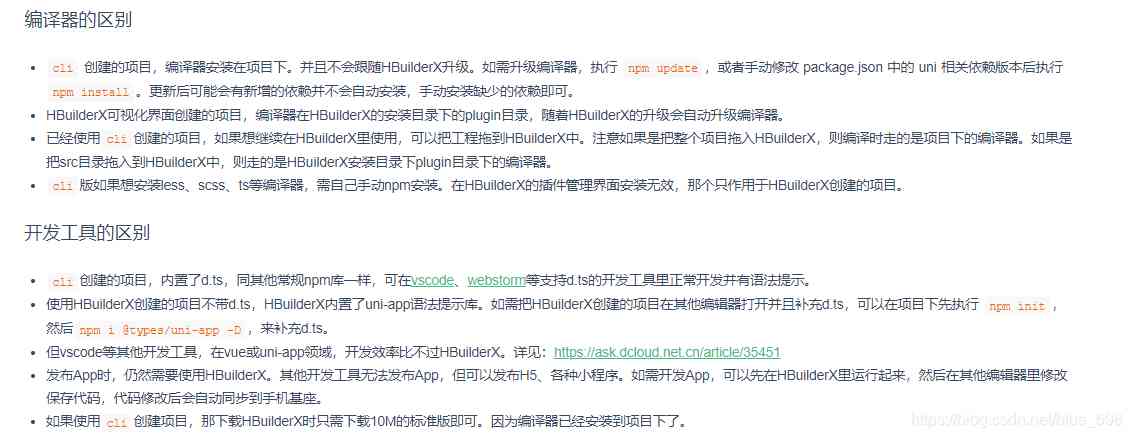 编译器的区别
cli 创建的项目，编译器安装在项目下。并且不会跟随HBuilderX升级。如需升级编译器，执行 npm update，或者手动修改 package.json 中的 uni 相关依赖版本后执行
npm install。更新后可能会有新增的依赖并不会自动安装，手动安装缺少的依赖即可。
HBuilderX可视化界面创建的项目，编译器在HBuilderX的安装目录下的plugin目录，随着HBuilderX的升级会自动升级编译器。
已经使用 cli 创建的项目，如果想继续在HBuilderX里使用，可以把工程拖到HBuilderX中。注意如果是把整个项目拖入HBuilderX，则编译时走的是项目下的编译器。如果是
把src目录拖入到HBuilderX中，则走的是HBuilderX安装目录下plugin目录下的编译器。
cli 版如果想安装less、scss、ts等编译器，需自己手动npm安装。在HBuilderX的插件管理界面安装无效，那个只作用于HBuilderX创建的项目。
开发工具的区别
cli 创建的项目，内置了d.ts，同其他常规npm库一样，可在vscode、webstorm等支持d.ts的开发工具里正常开发并有语法提示。
使用HBuilderX创建的项目不带d.ts，HBuilderX内置了uni-app语法提示库。如需把HBuilderX创建的项目在其他编辑器打开并且补充d.ts，可以在项目下先执行 npm init，
然后 npm i @types/uni-app -D，来补充d.ts。
但vscode等其他开发工具，在vue或uni-app领域，开发效率比不过HBuilderX。详见：https://ask.dcloud.net.cn/article/35451
发布App时，仍然需要使用HBuilderX。其他开发工具无法发布App，但可以发布H5、各种小程序。如需开发App，可以先在HBuilderX里运行起来，然后在其他编辑器里修改
保存代码，代码修改后会自动同步到手机基座。
如果使用 cli 创建项目，那下载HBuilderX时只需下载10M的标准版即可。因为编译器已经安装到项目下了。